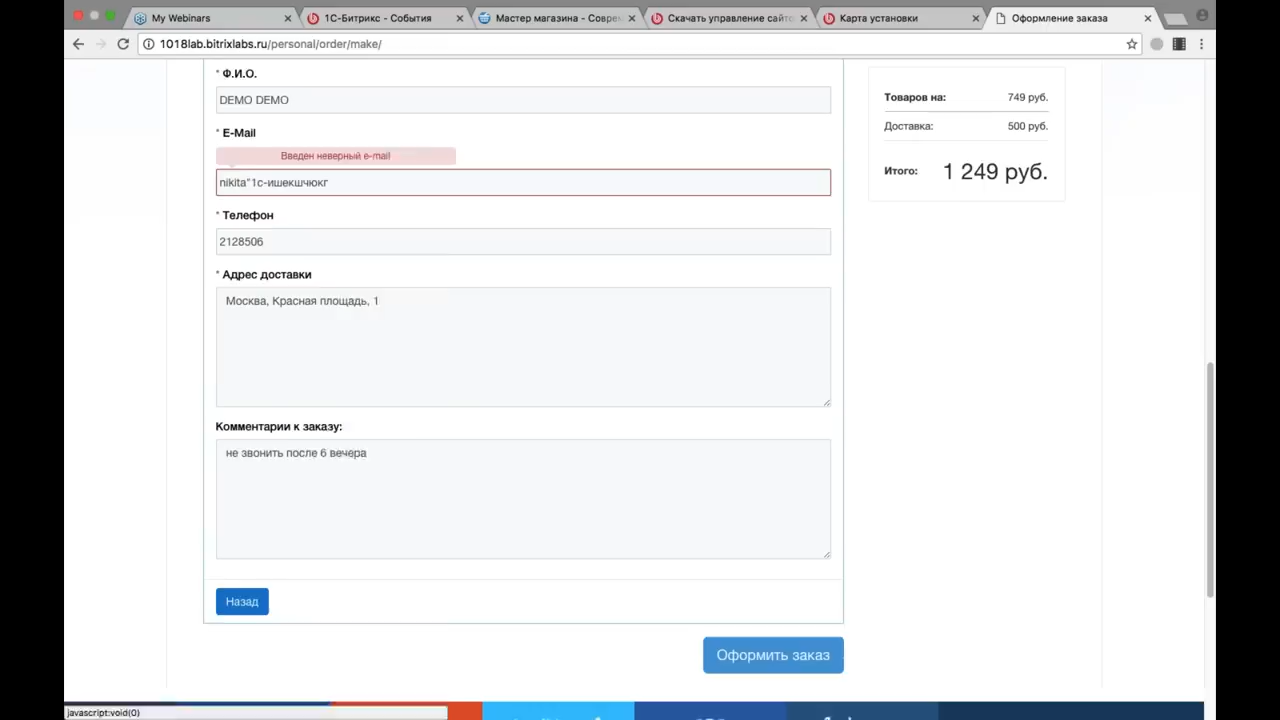 My Webinars
1С-Битрикс - События
Мастер магазина - Соврем
Скачать управление сайто
Карта установки
Оформление заказа
1018lab.bitrixlabs.ru/personal/order/make/
* Ф.И.О.
DEMO DEMO
* E-Mail
Введен неверный e-mail
nikita"1с-ишекшчюкг
* Телефон
2128506
* Адрес доставки
Москва, Красная площадь, 1
Комментарии к заказу:
не звонить после 6 вечера
Назад
Оформить заказ
Товаров на: 749 руб.
Доставка: 500 руб.
Итого: 1 249 руб.
javascript:void(0)